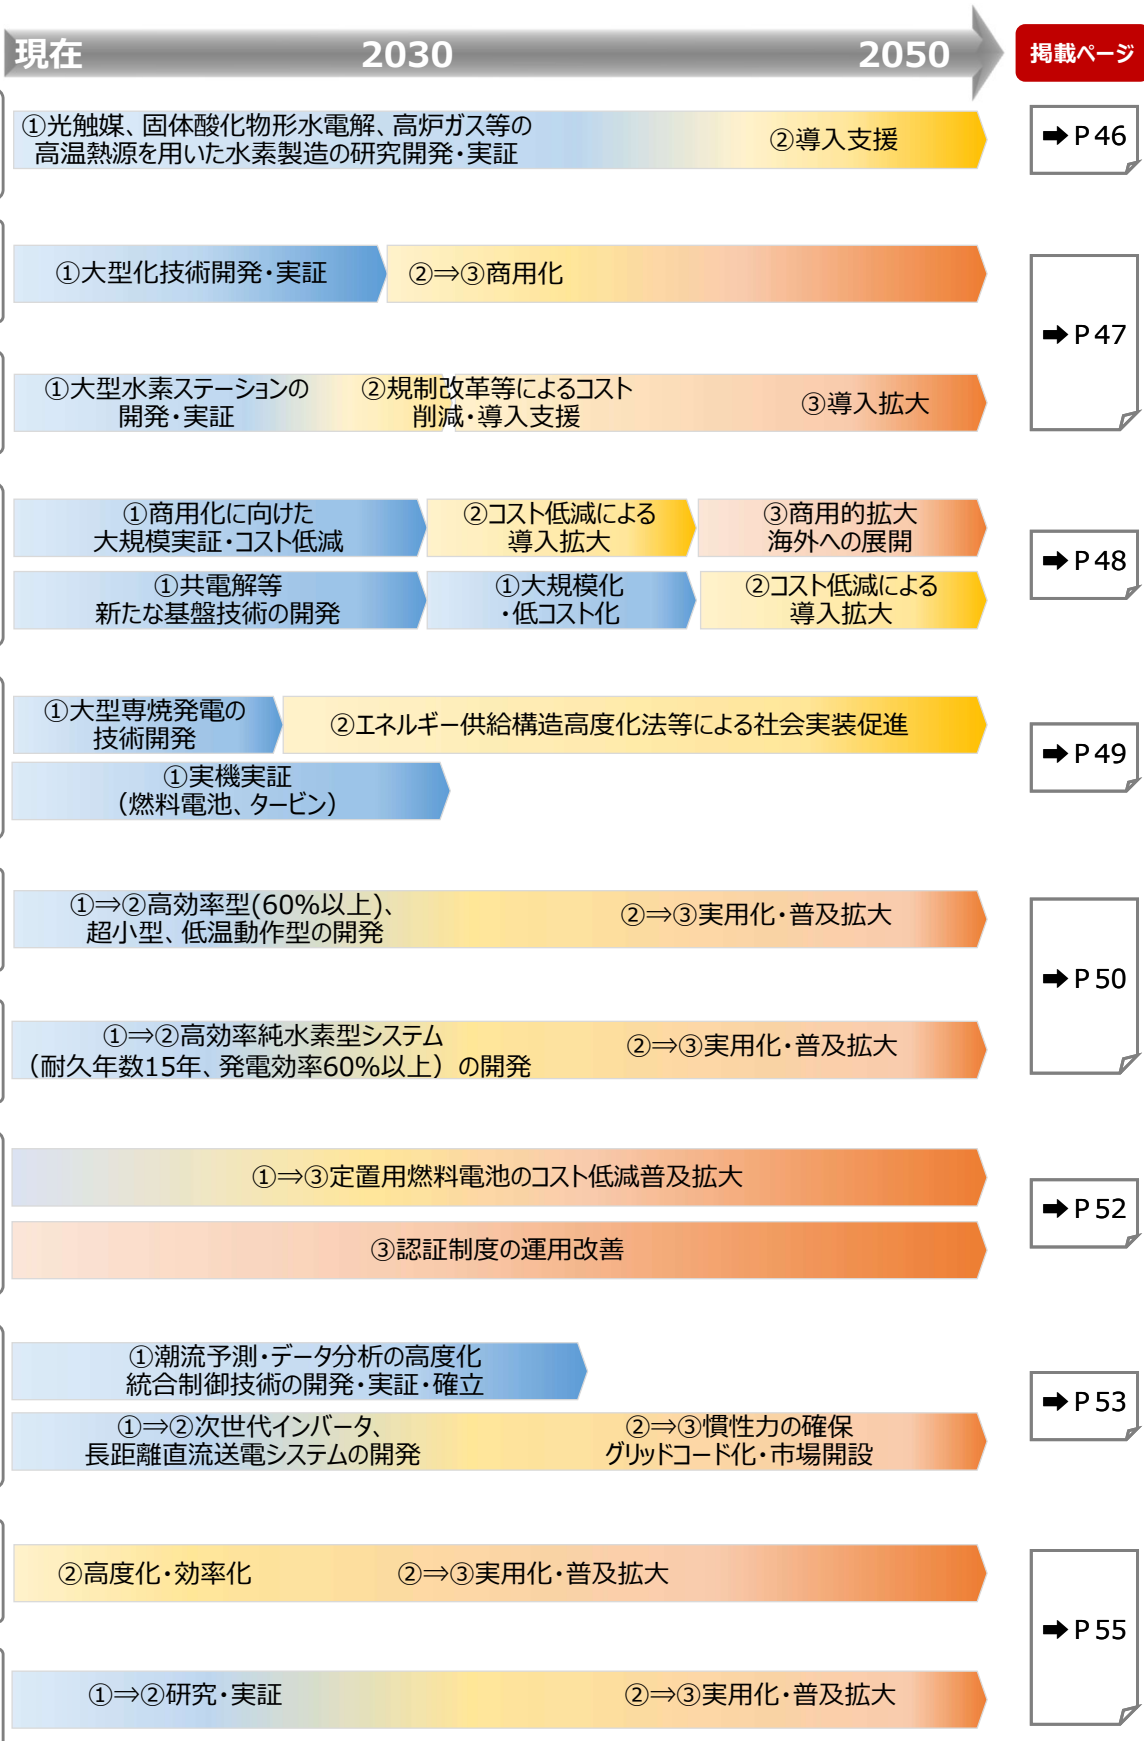 現在 2030 2050 掲載ページ
①光触媒、固体酸化物形水電解、高炉ガス等の
高温熱源を用いた水素製造の研究開発・実証
②導入支援
➡ P 46
①大型化技術開発・実証
②⇒③商用化
➡ P 47
①大型水素ステーションの
開発・実証
②規制改革等によるコスト
削減・導入支援
③導入拡大
①商用化に向けた
大規模実証・コスト低減
②コスト低減による
導入拡大
③商用的拡大
海外への展開
➡ P 48
①共電解等
新たな基盤技術の開発
①大規模化
・低コスト化
②コスト低減による
導入拡大
①大型専焼発電の
技術開発
②エネルギー供給構造高度化法等による社会実装促進
➡ P 49
①実機実証
（燃料電池、タービン）
①⇒②高効率型(60%以上)、
超小型、低温動作型の開発
②⇒③実用化・普及拡大
➡ P 50
①⇒②高効率純水素型システム
（耐久年数15年、発電効率60%以上）の開発
②⇒③実用化・普及拡大
①⇒③定置用燃料電池のコスト低減普及拡大
➡ P 52
③認証制度の運用改善
①潮流予測・データ分析の高度化
統合制御技術の開発・実証・確立
➡ P 53
①⇒②次世代インバータ、
長距離直流送電システムの開発
②⇒③慣性力の確保
グリッドコード化・市場開設
②高度化・効率化
②⇒③実用化・普及拡大
➡ P 55
①⇒②研究・実証
②⇒③実用化・普及拡大